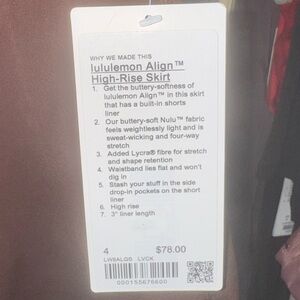 WHY WE MADE THIS
lululemon Align™
High-Rise Skirt
1. Get the buttery-softness of
lululemon Align™ in this skirt
that has a built-in shorts
liner
2. Our buttery-soft Nulu™ fabric
feels weightlessly light and is
sweat-wicking and four-way
stretch
3. Added Lycra® fibre for stretch
and shape retention
4. Waistband lies flat and won't
dig in
5. Stash your stuff in the side
drop-in pockets on the short
liner
6. High rise
7. 3" liner length
4 $78.00
LW8ALQS LVCK
000155676600